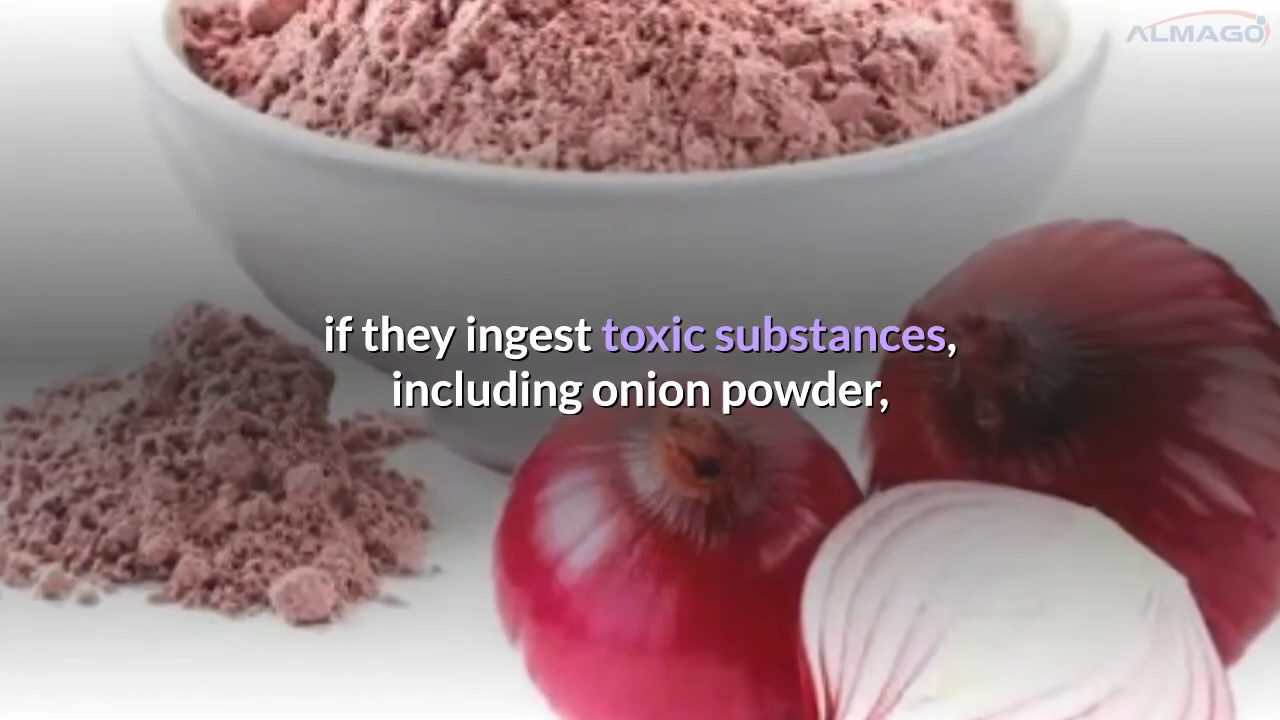 ALMAGO
if they ingest toxic substances,
including onion powder,